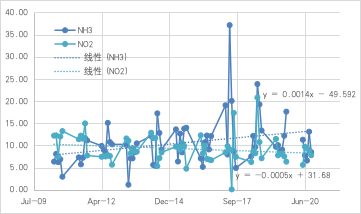 40.00
35.00
30.00
25.00
20.00
15.00
10.00
5.00
0.00
NH3
NO2
线性 (NH3)
线性 (NO2)
y = 0.0014x − 49.592
y = −0.0005x + 31.68
Jul−09 Apr−12 Dec−14 Sep−17 Jun−20